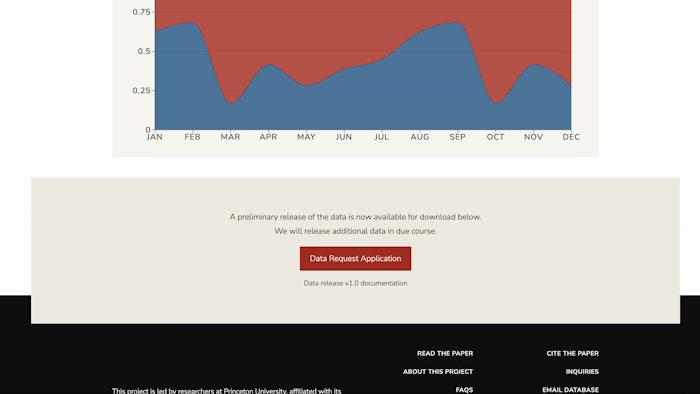 0.75
0.5
0.25
0
JAN FEB MAR APR MAY JUN JUL AUG SEP OCT NOV DEC
A preliminary release of the data is now available for download below.
We will release additional data in due course.
Data Request Application
Data release v1.0 documentation
READ THE PAPER
CITE THE PAPER
ABOUT THIS PROJECT
INQUIRIES
This project is led by researchers at Princeton University, affiliated with its
FAQS
EMAIL DATABASE